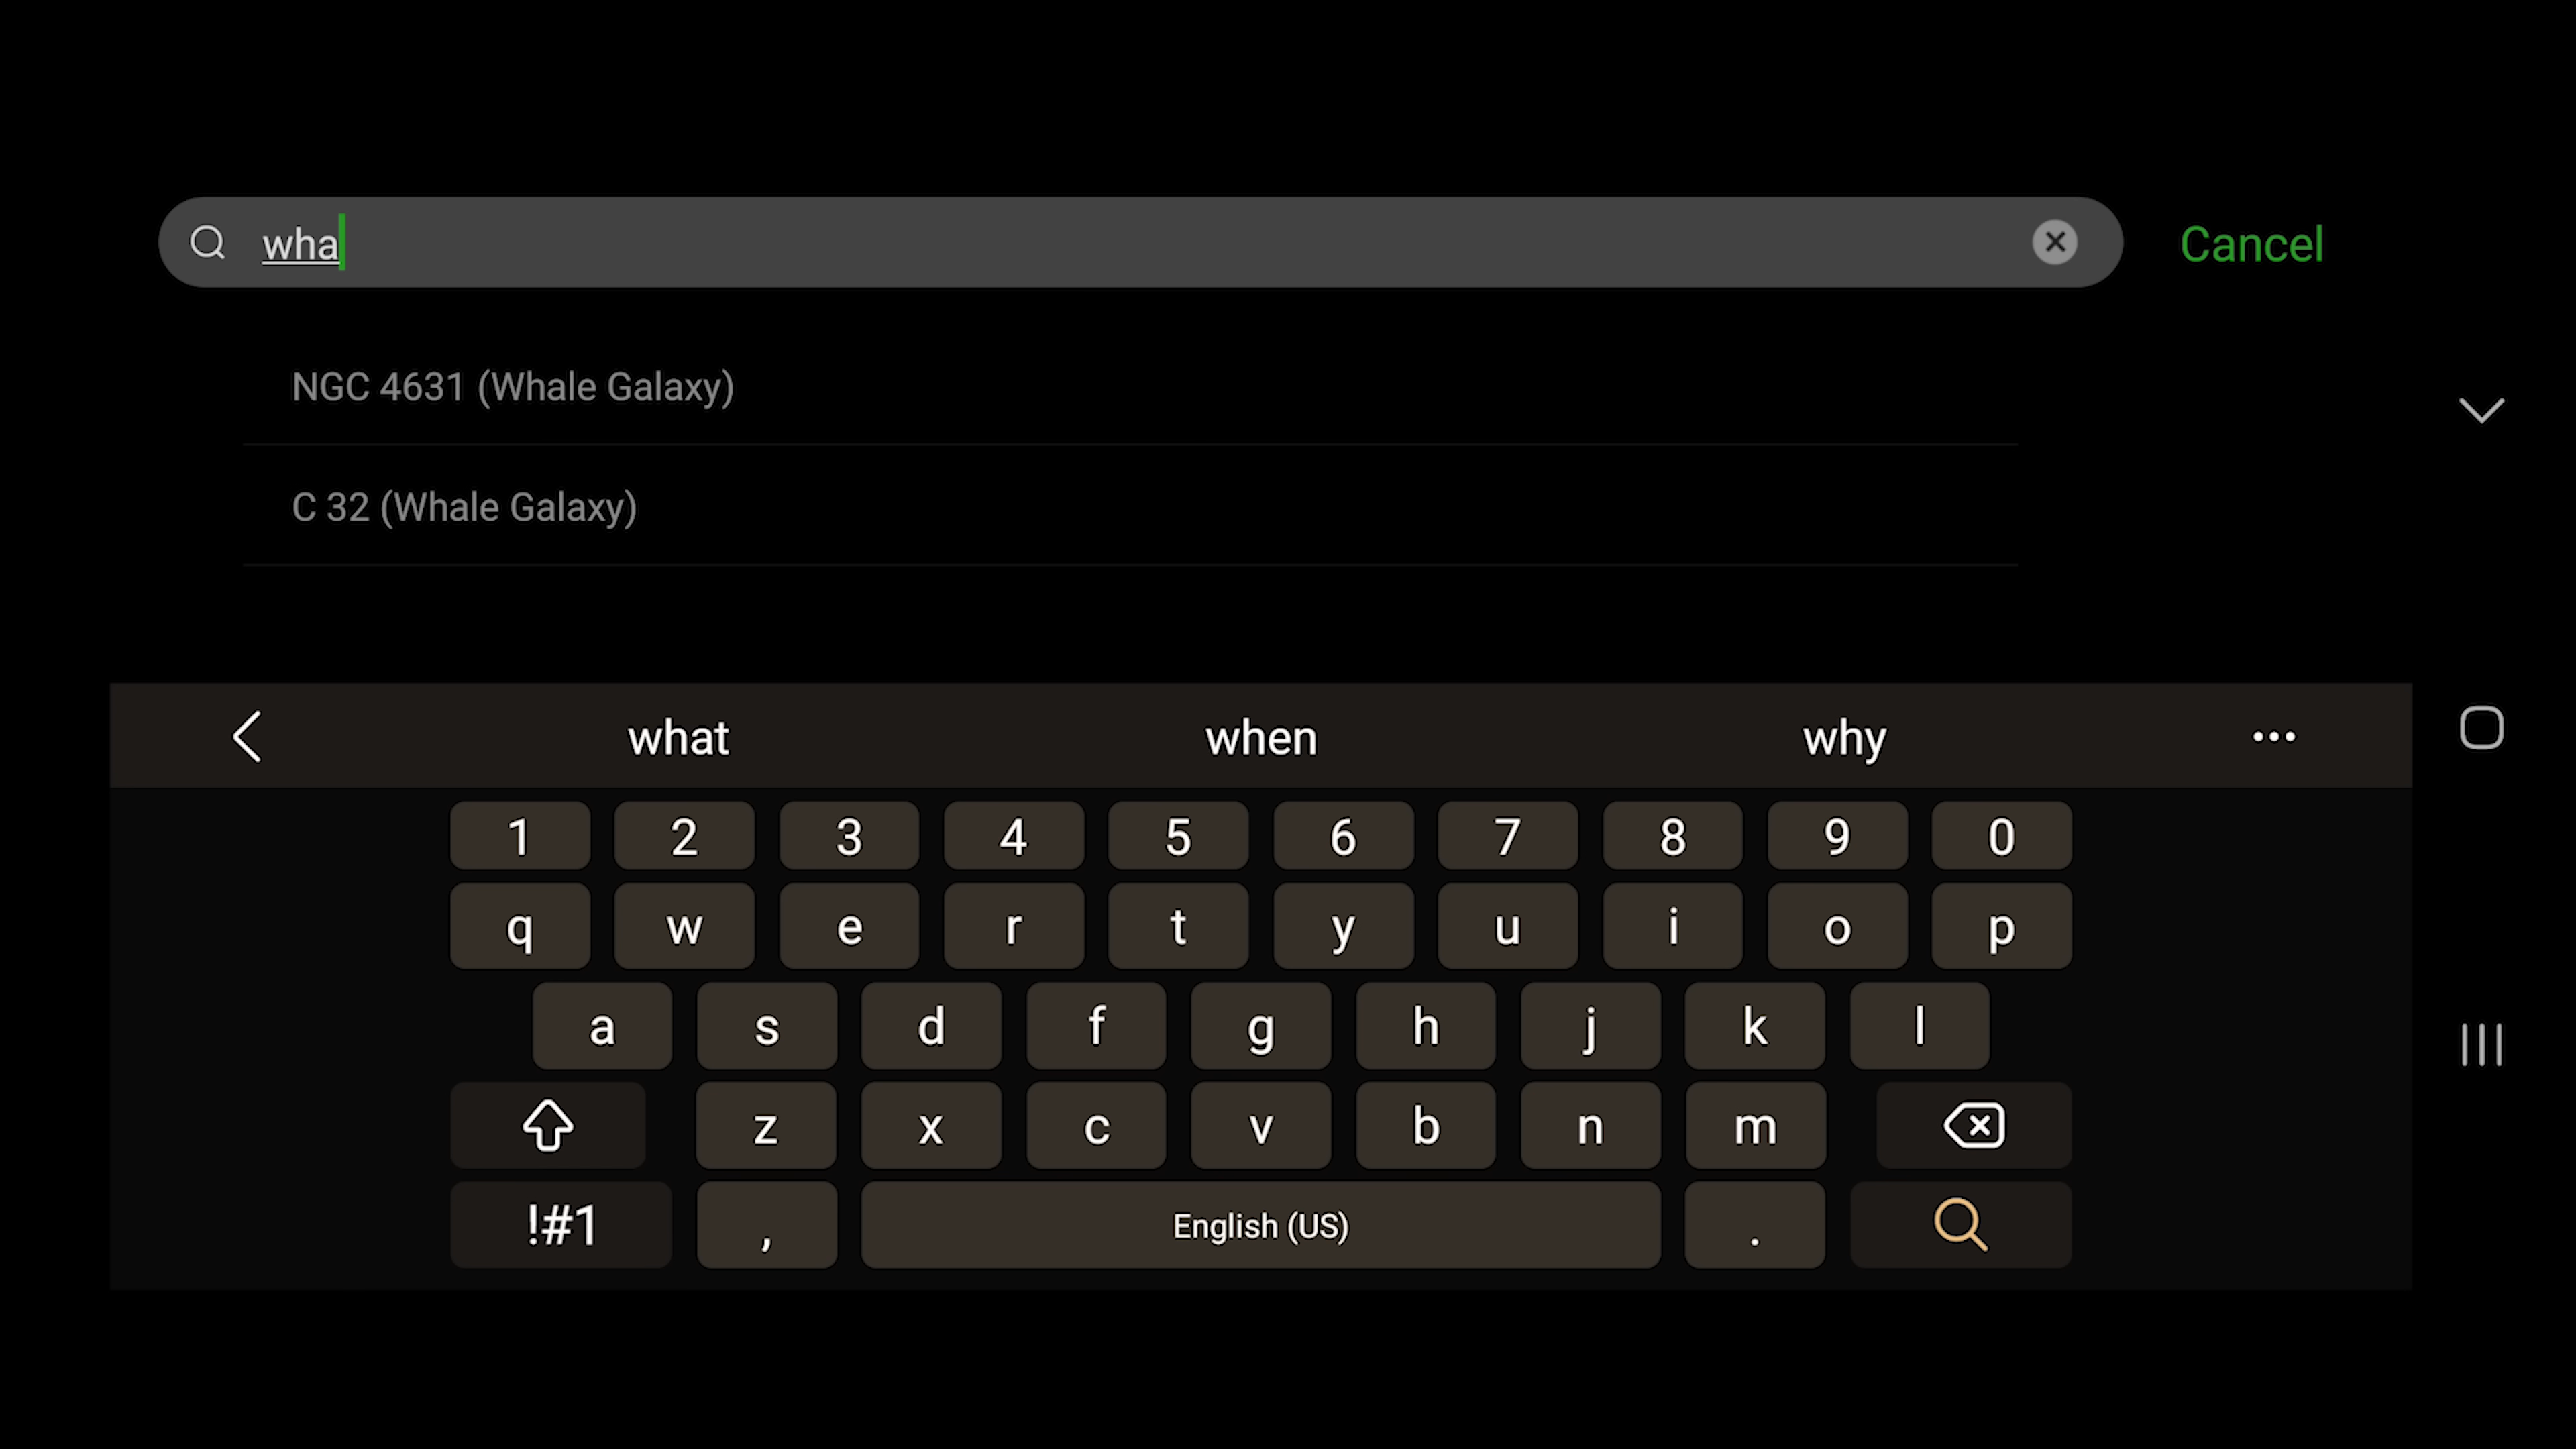 wha
Cancel
NGC 4631 (Whale Galaxy)
C 32 (Whale Galaxy)
what when why
1 2 3 4 5 6 7 8 9 0
q w e r t y u i o p
a s d f g h j k l
z x c v b n m
!#1 , English (US) .